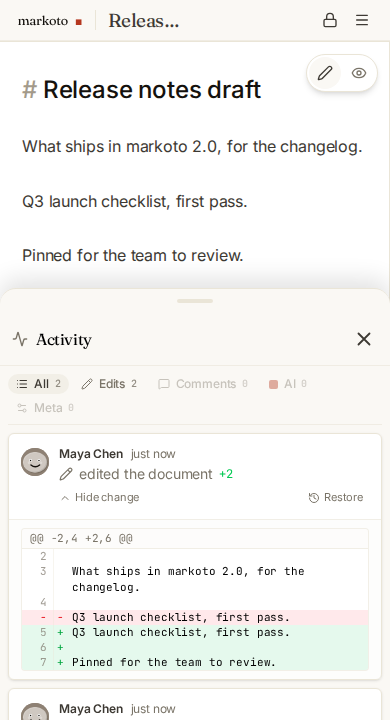 markoto
Releas...
# Release notes draft
What ships in markoto 2.0, for the changelog.
Q3 launch checklist, first pass.
Pinned for the team to review.
Activity
All 2 Edits 2 Comments 0 AI 0
Meta 0
Maya Chen just now
edited the document +2
Hide change Restore
@@ -2,4 +2,6 @@
2
3 What ships in markoto 2.0, for the
changelog.
4
- - Q3 launch checklist, first pass.
5 + Q3 launch checklist, first pass.
6 +
7 + Pinned for the team to review.
Maya Chen just now